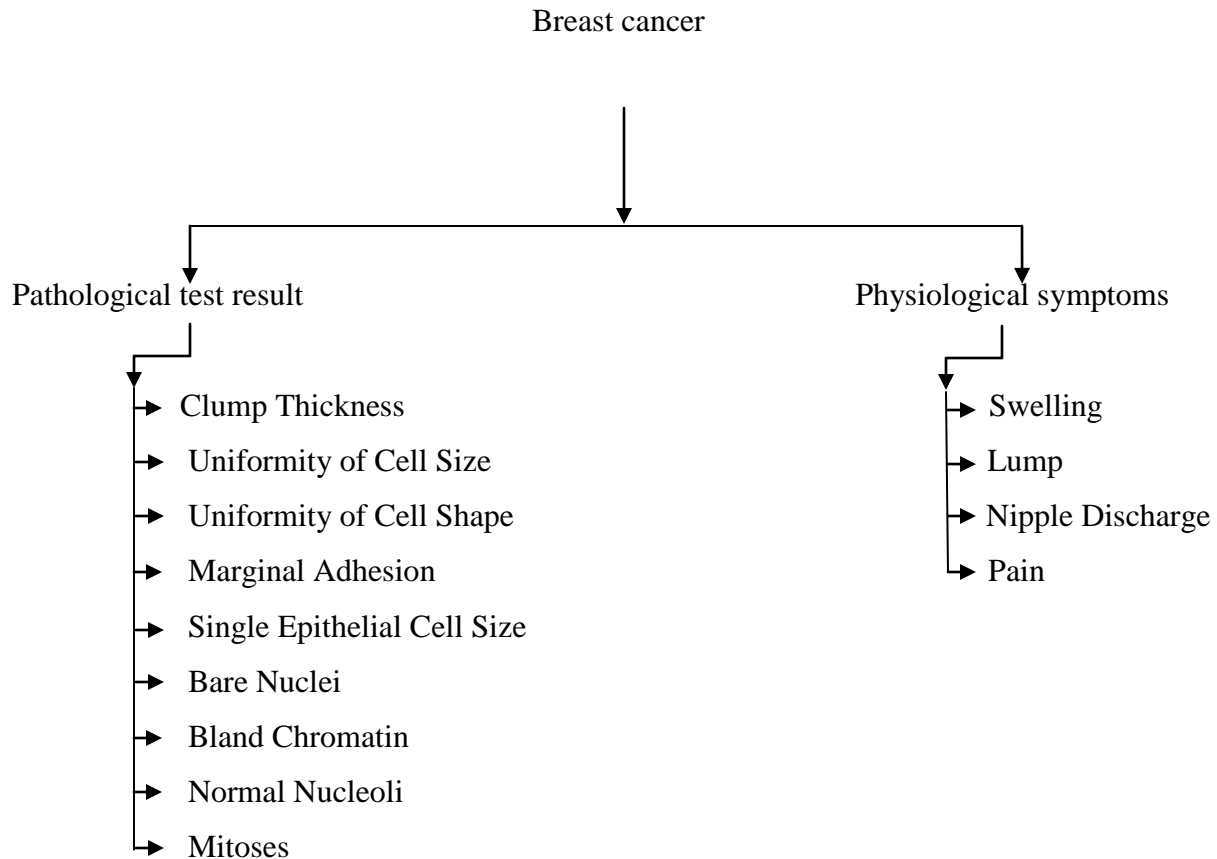 Breast cancer
Pathological test result
Clump Thickness
Uniformity of Cell Size
Uniformity of Cell Shape
Marginal Adhesion
Single Epithelial Cell Size
Bare Nuclei
Bland Chromatin
Normal Nucleoli
Mitoses
Physiological symptoms
Swelling
Lump
Nipple Discharge
Pain